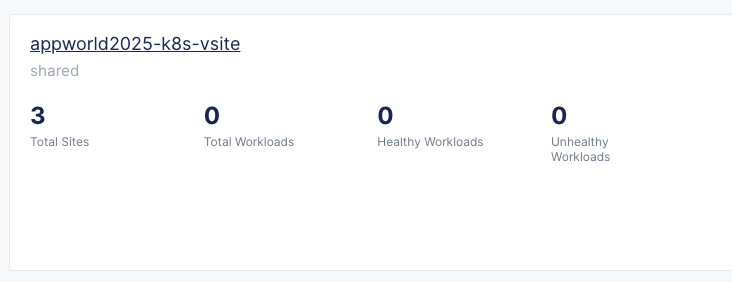 appworld2025-k8s-vsite
shared
3 0 0 0
Total Sites Total Workloads Healthy Workloads Unhealthy
Workloads